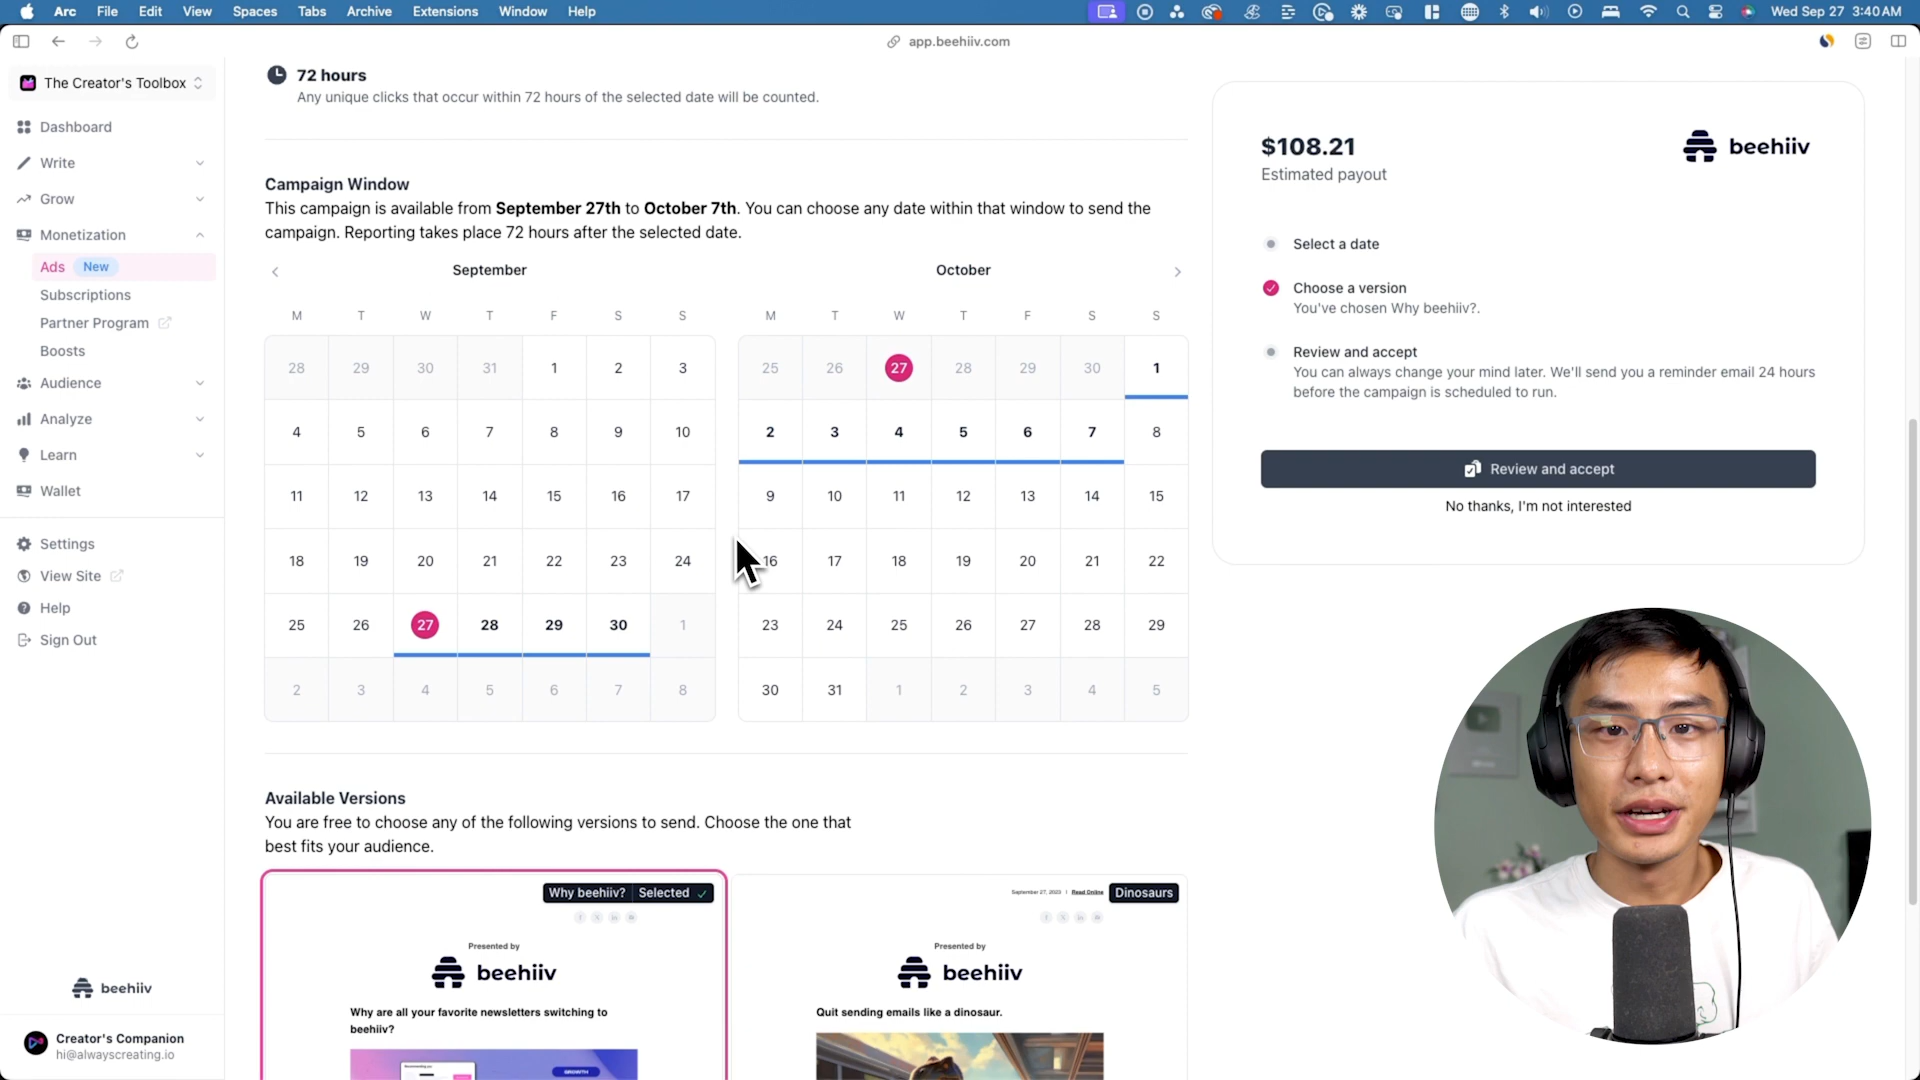 Arc File Edit View Spaces Tabs Archive Extensions Window Help Wed Sep 27 3:40 AM
app.beehiiv.com
The Creator's Toolbox
Dashboard
Write
Grow
Monetization
Ads New
Subscriptions
Partner Program
Boosts
Audience
Analyze
Learn
Wallet
Settings
View Site
Help
Sign Out
beehiiv
Creator's Companion
hi@alwayscreating.io
72 hours
Any unique clicks that occur within 72 hours of the selected date will be counted.
Campaign Window
This campaign is available from September 27th to October 7th. You can choose any date within that window to send the
campaign. Reporting takes place 72 hours after the selected date.
September
M T W T F S S
28 29 30 31 1 2 3
4 5 6 7 8 9 10
11 12 13 14 15 16 17
18 19 20 21 22 23 24
25 26 27 28 29 30 1
2 3 4 5 6 7 8
October
M T W T F S S
25 26 27 28 29 30 1
2 3 4 5 6 7 8
9 10 11 12 13 14 15
16 17 18 19 20 21 22
23 24 25 26 27 28 29
30 31 1 2 3 4 5
Available Versions
You are free to choose any of the following versions to send. Choose the one that
best fits your audience.
Why beehiiv? Selected
Presented by
beehiiv
Why are all your favorite newsletters switching to
beehiiv?
GROWTH
September 27, 2023 | Read Online
Dinosaurs
Presented by
beehiiv
Quit sending emails like a dinosaur.
$108.21
Estimated payout
beehiiv
Select a date
Choose a version
You've chosen Why beehiiv?.
Review and accept
You can always change your mind later. We'll send you a reminder email 24 hours
before the campaign is scheduled to run.
Review and accept
No thanks, I'm not interested